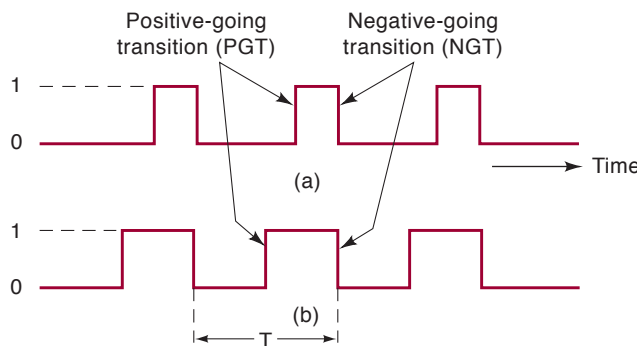 Positive-going
transition (PGT)
Negative-going
transition (NGT)
1
0
(a)
Time
1
0
(b)
T